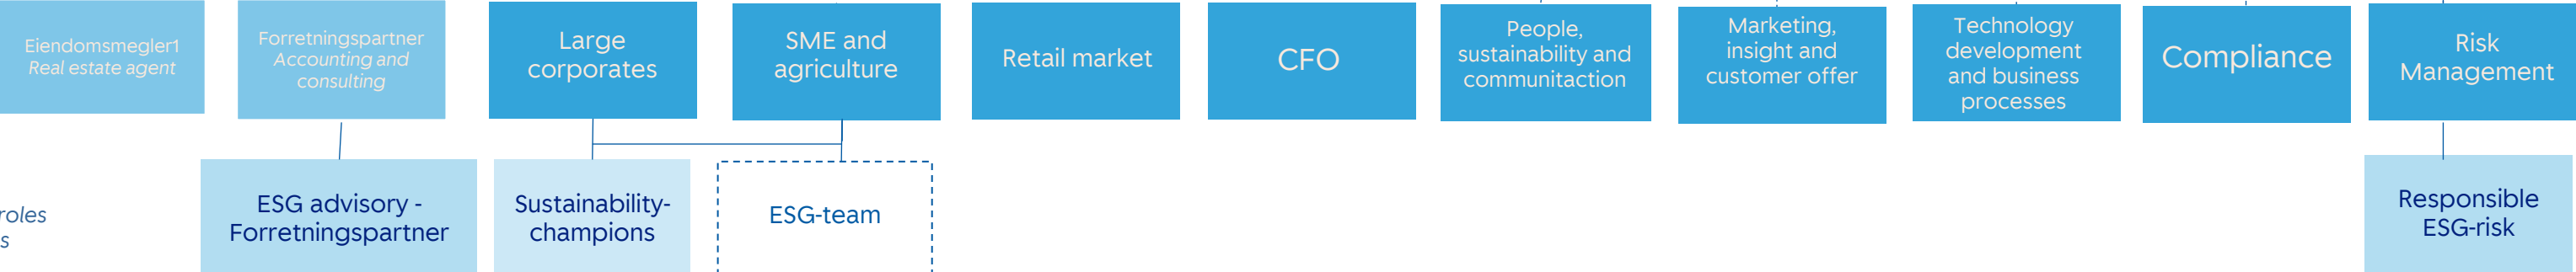 Eiendomsmegler1
Real estate agent
Forretningspartner
Accounting and
consulting
Large
corporates
SME and
agriculture
Retail market
CFO
People,
sustainability and
communitaction
Marketing,
insight and
customer offer
Technology
development
and business
processes
Compliance
Risk
Management
roles
s
ESG advisory -
Forretningspartner
Sustainability-
champions
ESG-team
Responsible
ESG-risk